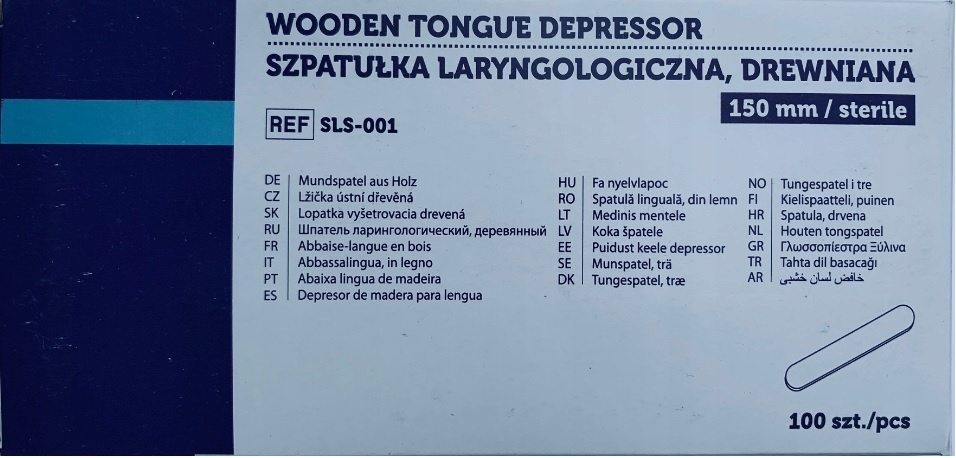 WOODEN TONGUE DEPRESSOR
SZPATUŁKA LARYNGOLOGICZNA, DREWNIANA
150 mm / sterile
REF SLS-001
DE Mundspatel aus Holz
CZ Lžička ústní dřevěná
SK Lopatka vyšetrovacia drevená
RU Шпатель ларингологический, деревянный
FR Abbaise-langue en bois
IT Abbassalingua, in legno
PT Abaixa lingua de madeira
ES Depresor de madera para lengua
HU Fa nyelvlapoc
RO Spatulă linguală, din lemn
LT Medinis mentele
LV Koka špatele
EE Puidust keele depressor
SE Munspatel, trä
DK Tungespatel, træ
NO Tungespatel i tre
FI Kielispaatteli, puinen
HR Spatula, drvena
NL Houten tongspatel
GR Γλωσσοπίεστρα Ξύλινα
TR Tahta dil basacağı
AR خافض لسان خشبى
100 szt./pcs